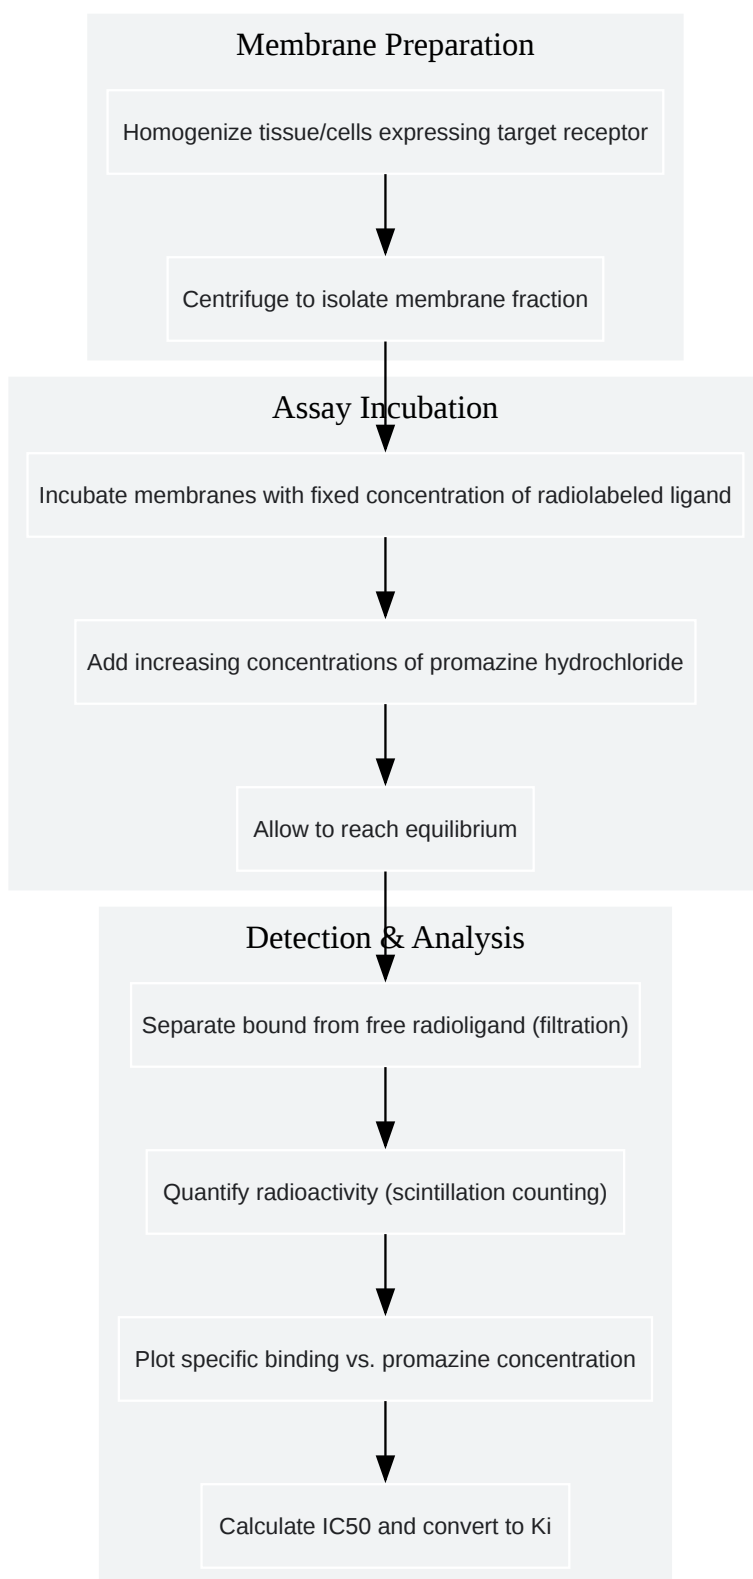 Membrane Preparation
Homogenize tissue/cells expressing target receptor
Centrifuge to isolate membrane fraction
Assay Incubation
Incubate membranes with fixed concentration of radiolabeled ligand
Add increasing concentrations of promazine hydrochloride
Allow to reach equilibrium
Detection & Analysis
Separate bound from free radioligand (filtration)
Quantify radioactivity (scintillation counting)
Plot specific binding vs. promazine concentration
Calculate IC50 and convert to Ki